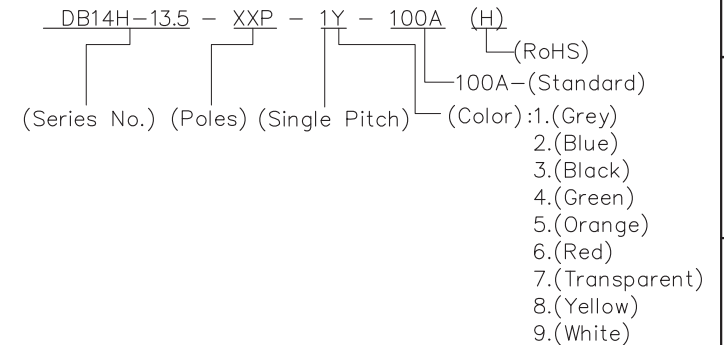 DB14H-13.5 - XXP - 1Y - 100A (H)
(RoHS)
100A-(Standard)
(Series No.) (Poles) (Single Pitch) (Color):1.(Grey)
2.(Blue)
3.(Black)
4.(Green)
5.(Orange)
6.(Red)
7.(Transparent)
8.(Yellow)
9.(White)